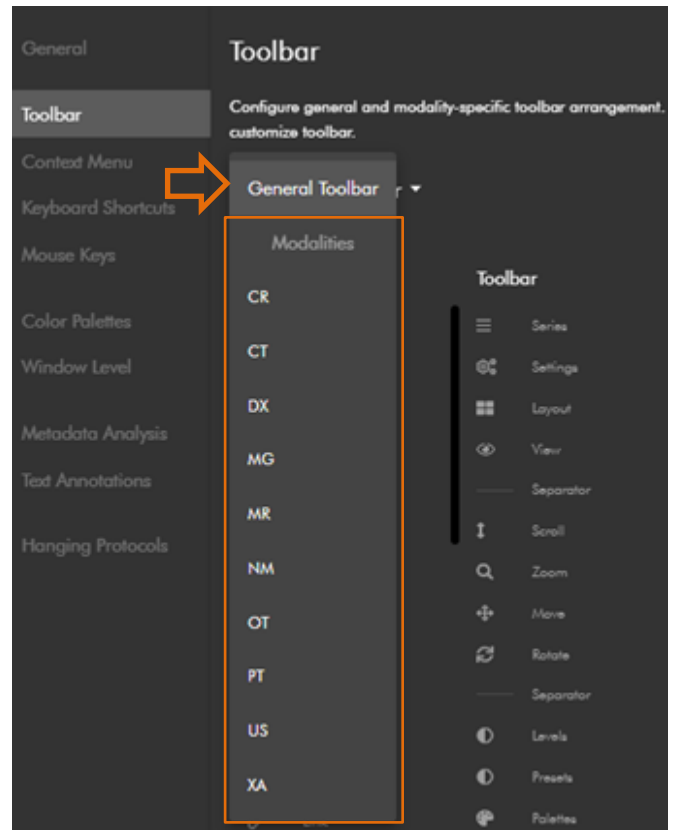 General
Toolbar
Context Menu
Keyboard Shortcuts
Mouse Keys
Color Palettes
Window Level
Metadata Analysis
Text Annotations
Hanging Protocols
Toolbar
Configure general and modality-specific toolbar arrangement.
customize toolbar.
General Toolbar
Modalities
CR
CT
DX
MG
MR
NM
OT
PT
US
XA
Toolbar
Series
Settings
Layout
View
Separator
Scroll
Zoom
Move
Rotate
Separator
Levels
Presets
Palettes